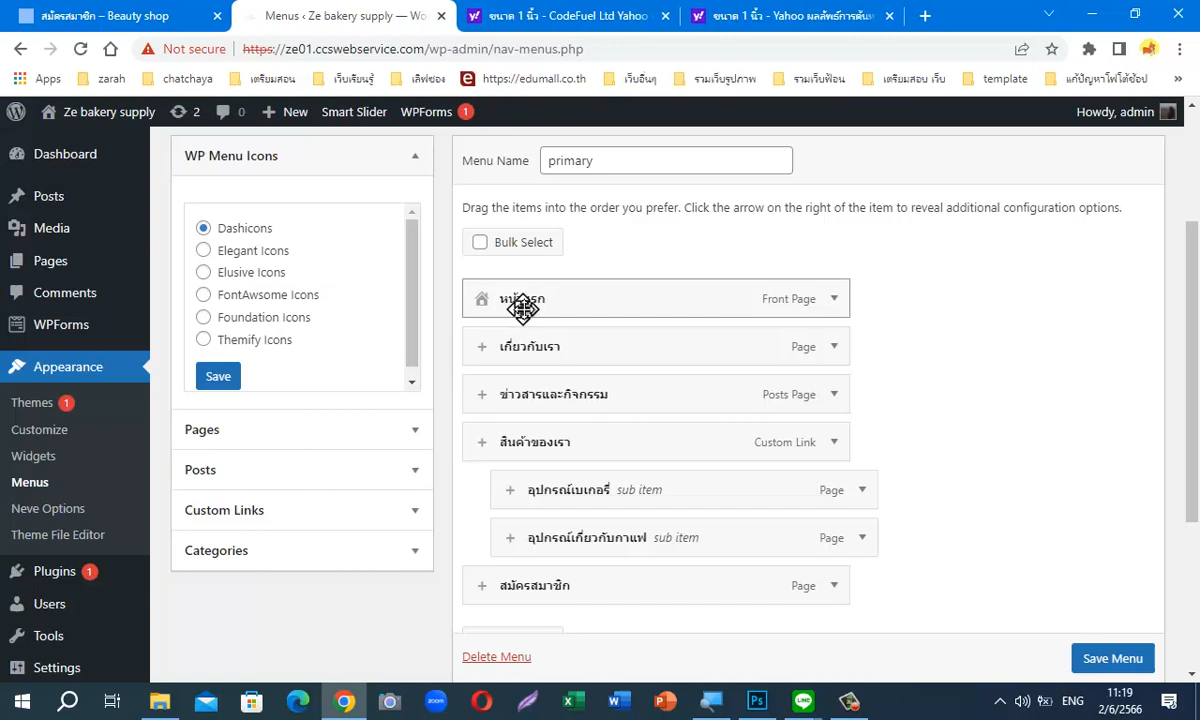 สมัครสมาชิก – Beauty shop
Menus ‹ Ze bakery supply — Wo
ขนาด 1 นิ้ว - CodeFuel Ltd Yahoo
ขนาด 1 นิ้ว - Yahoo ผลลัพธ์การค้นห
Not secure
https://ze01.ccswebservice.com/wp-admin/nav-menus.php
Apps
zarah
chatchaya
เตรียมสอน
เว็บเรียนรู้
เลิฟซอง
https://edumall.co.th
เว็บอื่นๆ
รวมเว็บรูปภาพ
รวมเว็บฟ้อน
เตรียมสอบ เว็บ
template
แก้ปัญหาโฟโต้ช้อป
Ze bakery supply
2
0
New
Smart Slider
WPForms 1
Howdy, admin
Dashboard
Posts
Media
Pages
Comments
WPForms
Appearance
Themes 1
Customize
Widgets
Menus
Neve Options
Theme File Editor
Plugins 1
Users
Tools
Settings
WP Menu Icons
Dashicons
Elegant Icons
Elusive Icons
FontAwsome Icons
Foundation Icons
Themify Icons
Save
Pages
Posts
Custom Links
Categories
Menu Name primary
Drag the items into the order you prefer. Click the arrow on the right of the item to reveal additional configuration options.
Bulk Select
Front Page
เกี่ยวกับเรา Page
ข่าวสารและกิจกรรม Posts Page
สินค้าของเรา Custom Link
อุปกรณ์เบเกอรี่ sub item Page
อุปกรณ์เกี่ยวกับกาแฟ sub item Page
สมัครสมาชิก Page
Delete Menu
Save Menu
ENG
11:19
2/6/2566